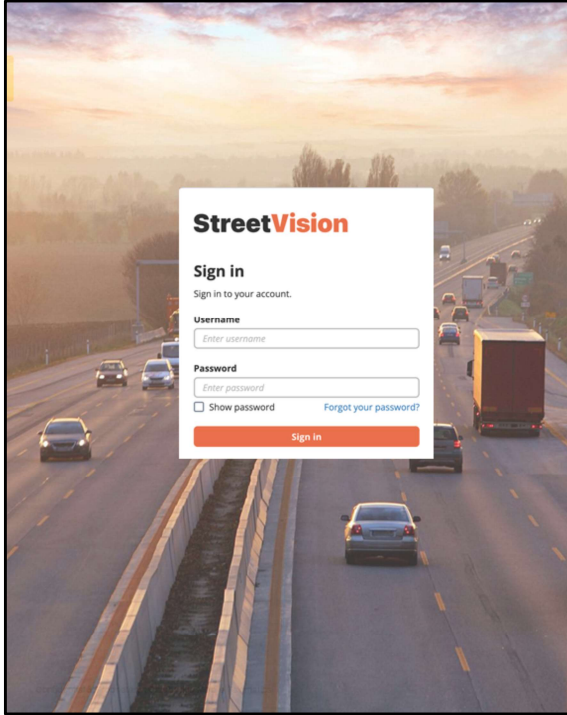 StreetVision
Sign in
Sign in to your account.
Username
Enter username
Password
Enter password
Show password Forgot your password?
Sign in